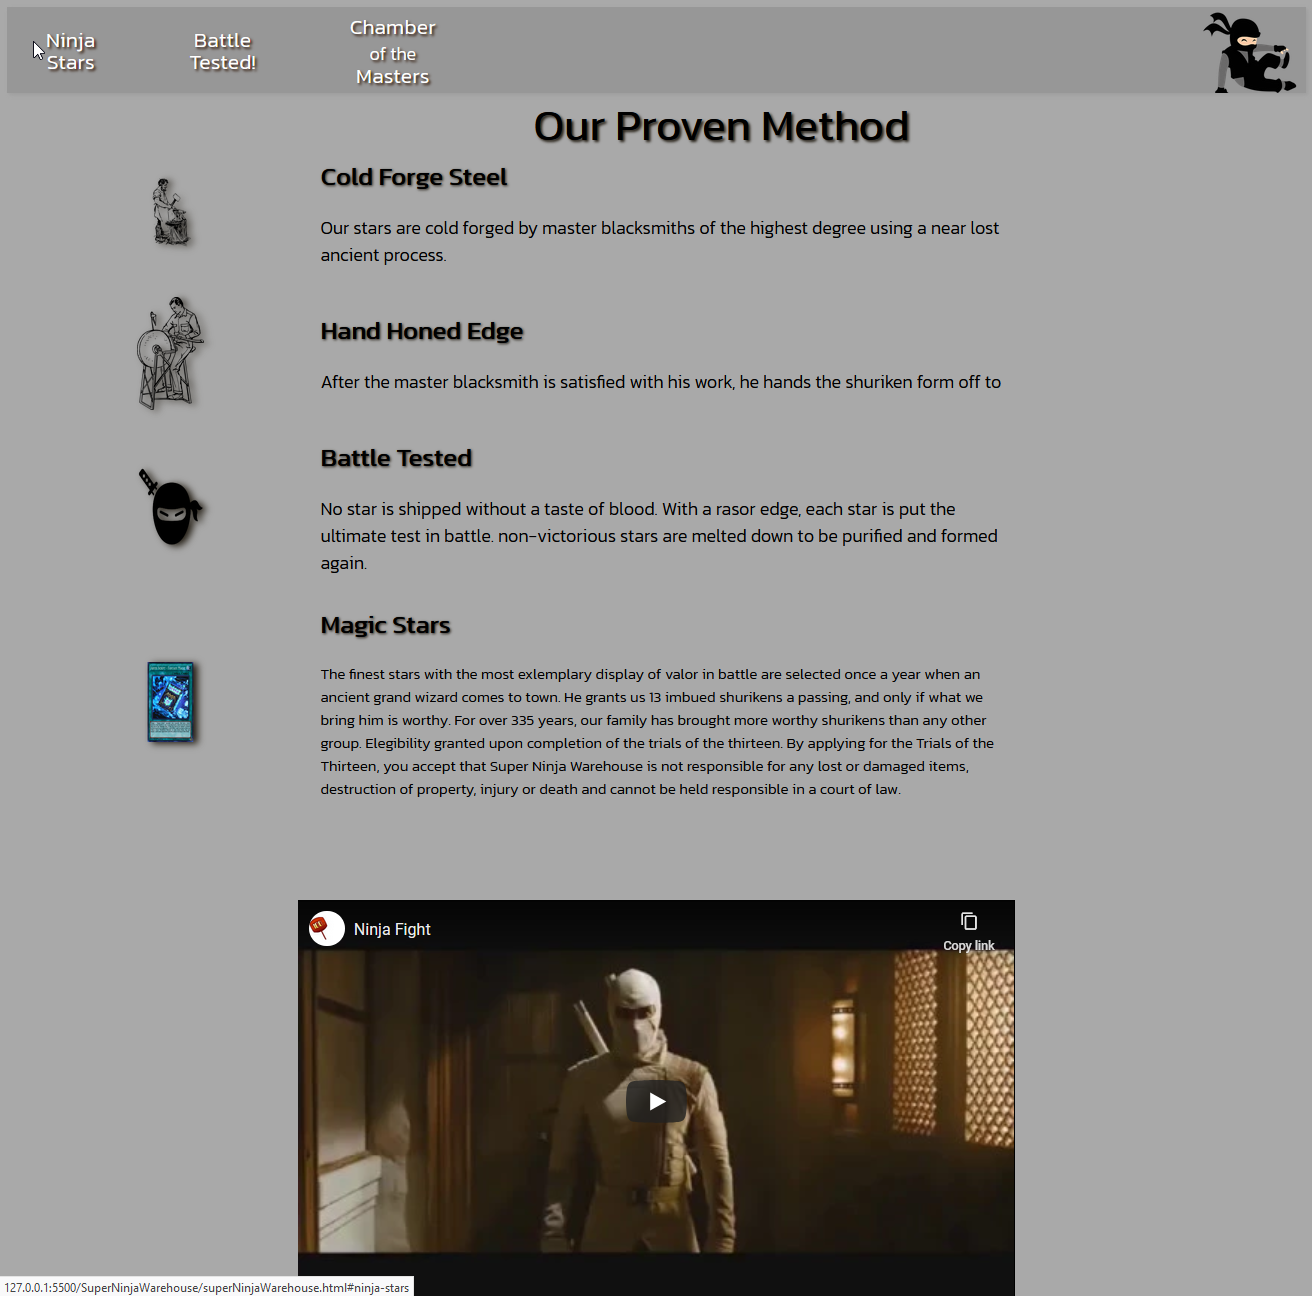 Ninja
Stars
Battle
Tested!
Chamber
of the
Masters
Our Proven Method
Cold Forge Steel
Our stars are cold forged by master blacksmiths of the highest degree using a near lost
ancient process.
Hand Honed Edge
After the master blacksmith is satisfied with his work, he hands the shuriken form off to
Battle Tested
No star is shipped without a taste of blood. With a rasor edge, each star is put the
ultimate test in battle. non-victorious stars are melted down to be purified and formed
again.
Magic Stars
The finest stars with the most exlemplary display of valor in battle are selected once a year when an
ancient grand wizard comes to town. He grants us 13 imbued shurikens a passing, and only if what we
bring him is worthy. For over 335 years, our family has brought more worthy shurikens than any other
group. Elegibility granted upon completion of the trials of the thirteen. By applying for the Trials of the
Thirteen, you accept that Super Ninja Warehouse is not responsible for any lost or damaged items,
destruction of property, injury or death and cannot be held responsible in a court of law.
Ninja Fight
Copy link
127.0.0.1:5500/SuperNinjaWarehouse/superNinjaWarehouse.html#ninja-stars